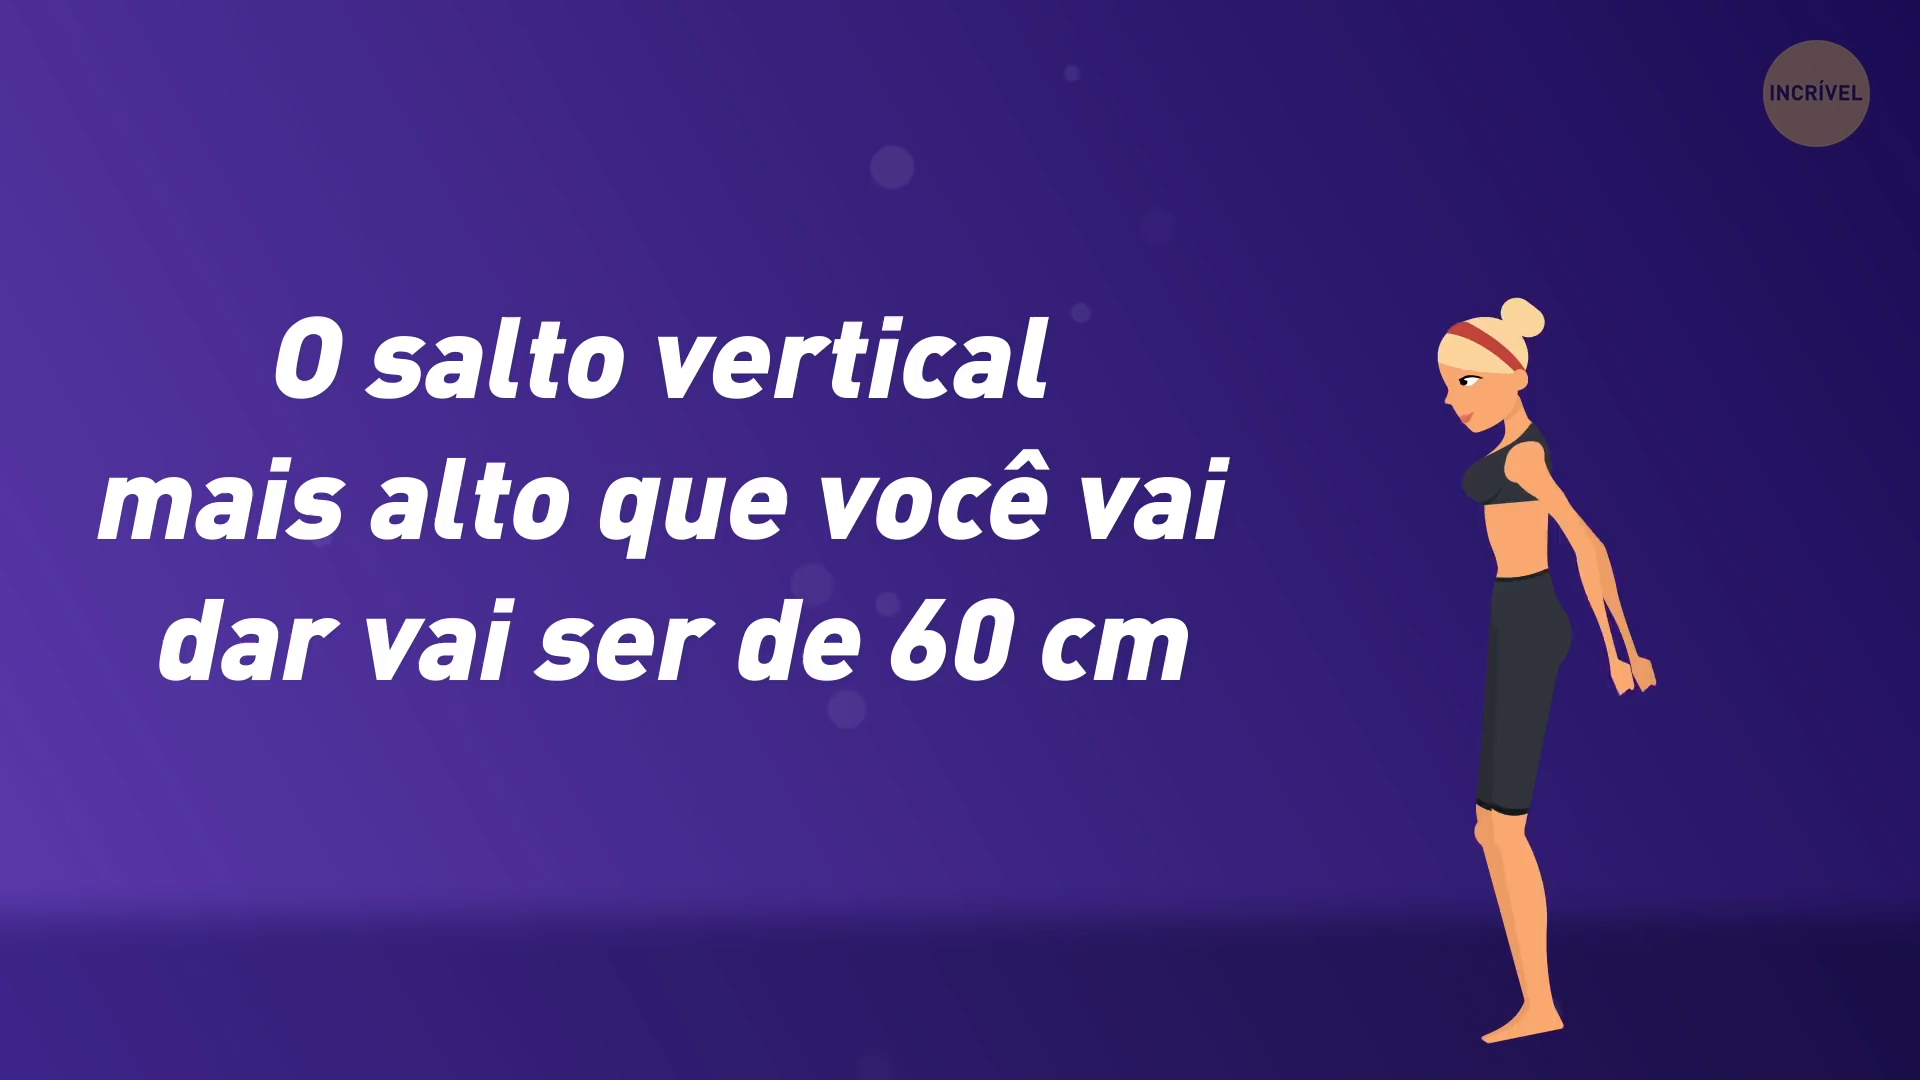 INCRÍVEL
O salto vertical
mais alto que você vai
dar vai ser de 60 cm